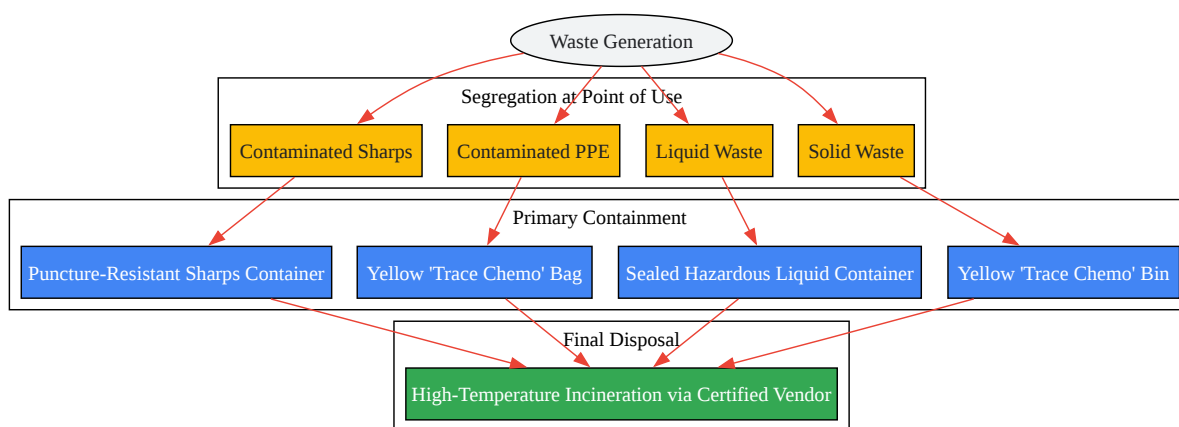 Waste Generation
Segregation at Point of Use
Contaminated Sharps
Contaminated PPE
Liquid Waste
Solid Waste
Primary Containment
Puncture-Resistant Sharps Container
Yellow 'Trace Chemo' Bag
Sealed Hazardous Liquid Container
Yellow 'Trace Chemo' Bin
Final Disposal
High-Temperature Incineration via Certified Vendor